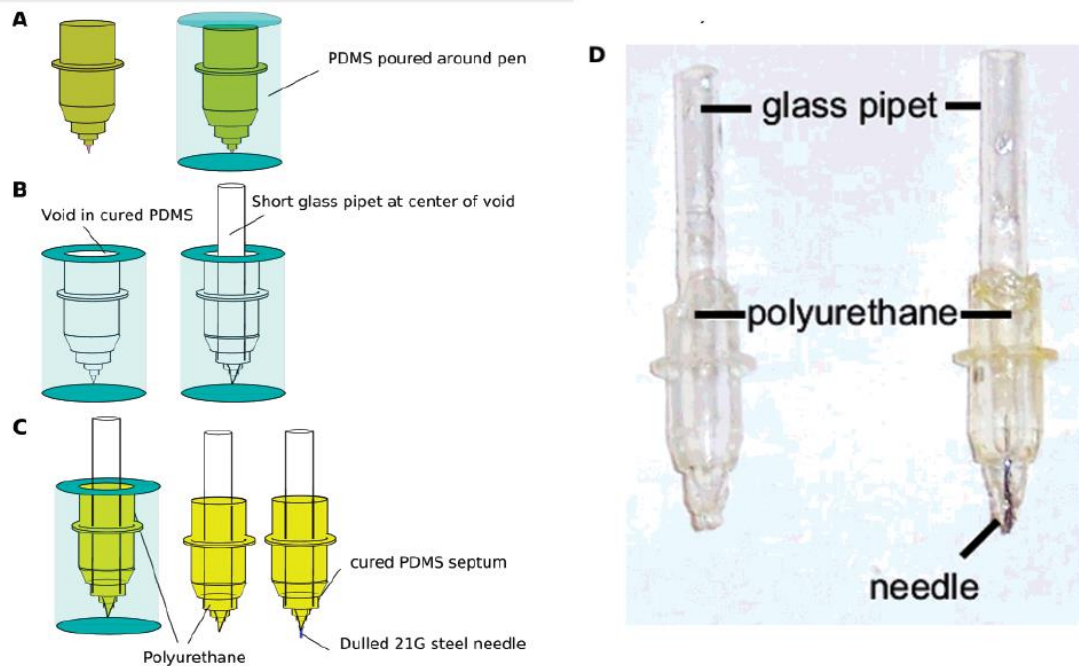 A
PDMS poured around pen
B
Void in cured PDMS
Short glass pipet at center of void
C
cured PDMS septum
Dulled 21G steel needle
Polyurethane
D
glass pipet
polyurethane
needle